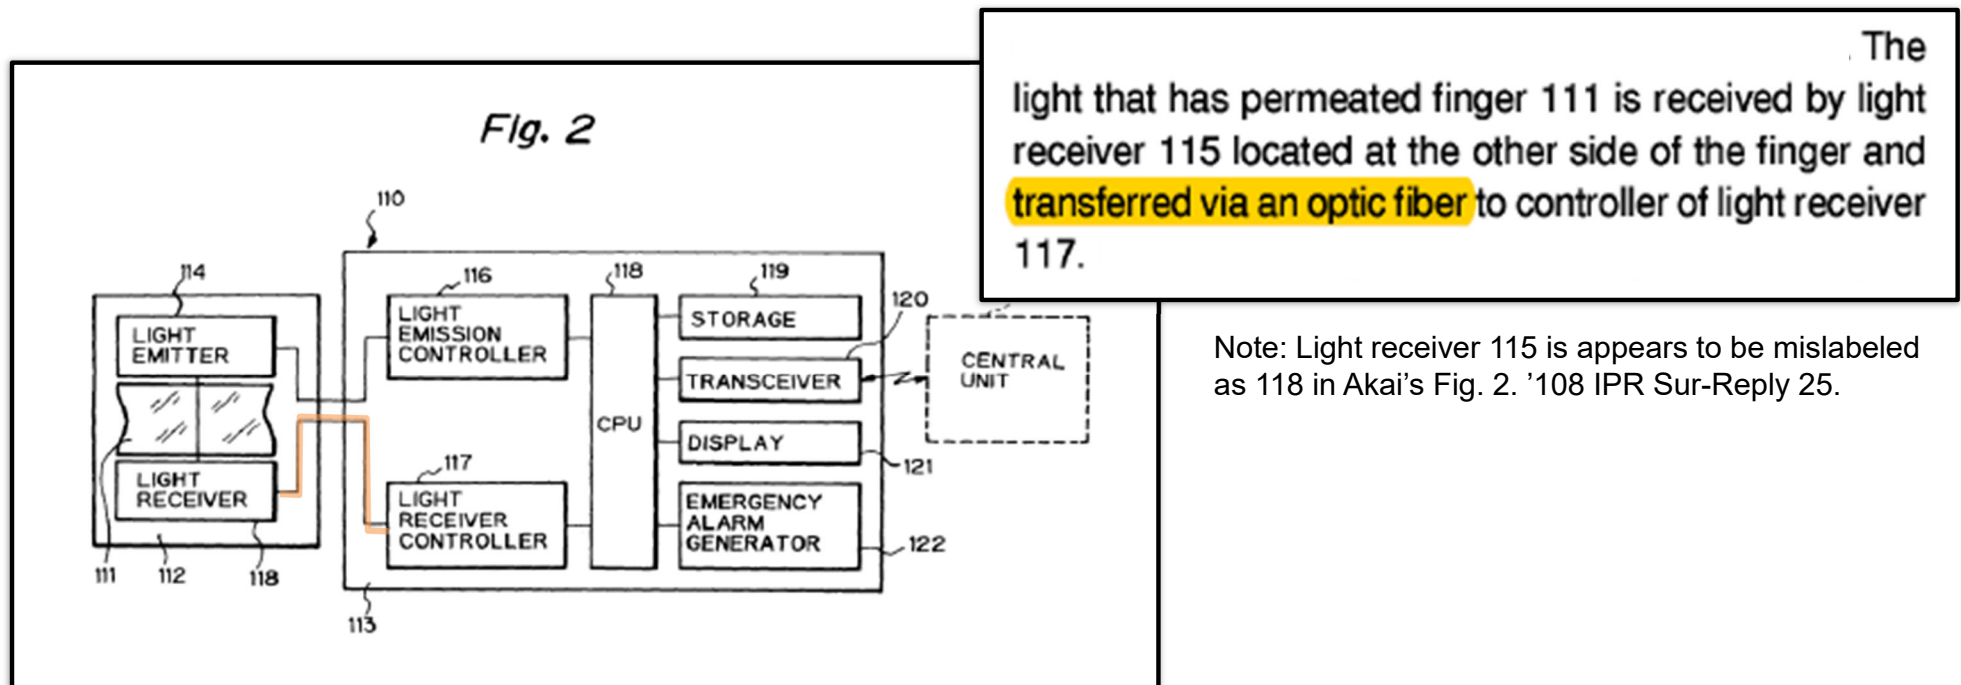 . The
light that has permeated finger 111 is received by light
receiver 115 located at the other side of the finger and
transferred via an optic fiber to controller of light receiver
117.
Note: Light receiver 115 is appears to be mislabeled
as 118 in Akai’s Fig. 2. ’108 IPR Sur-Reply 25.
Fig. 2
110
114
116
118
119
120
LIGHT
EMITTER
LIGHT
EMISSION
CONTROLLER
STORAGE
TRANSCEIVER
CENTRAL
UNIT
CPU
DISPLAY
121
117
LIGHT
RECEIVER
LIGHT
RECEIVER
CONTROLLER
EMERGENCY
ALARM
GENERATOR
122
111
112
118
113